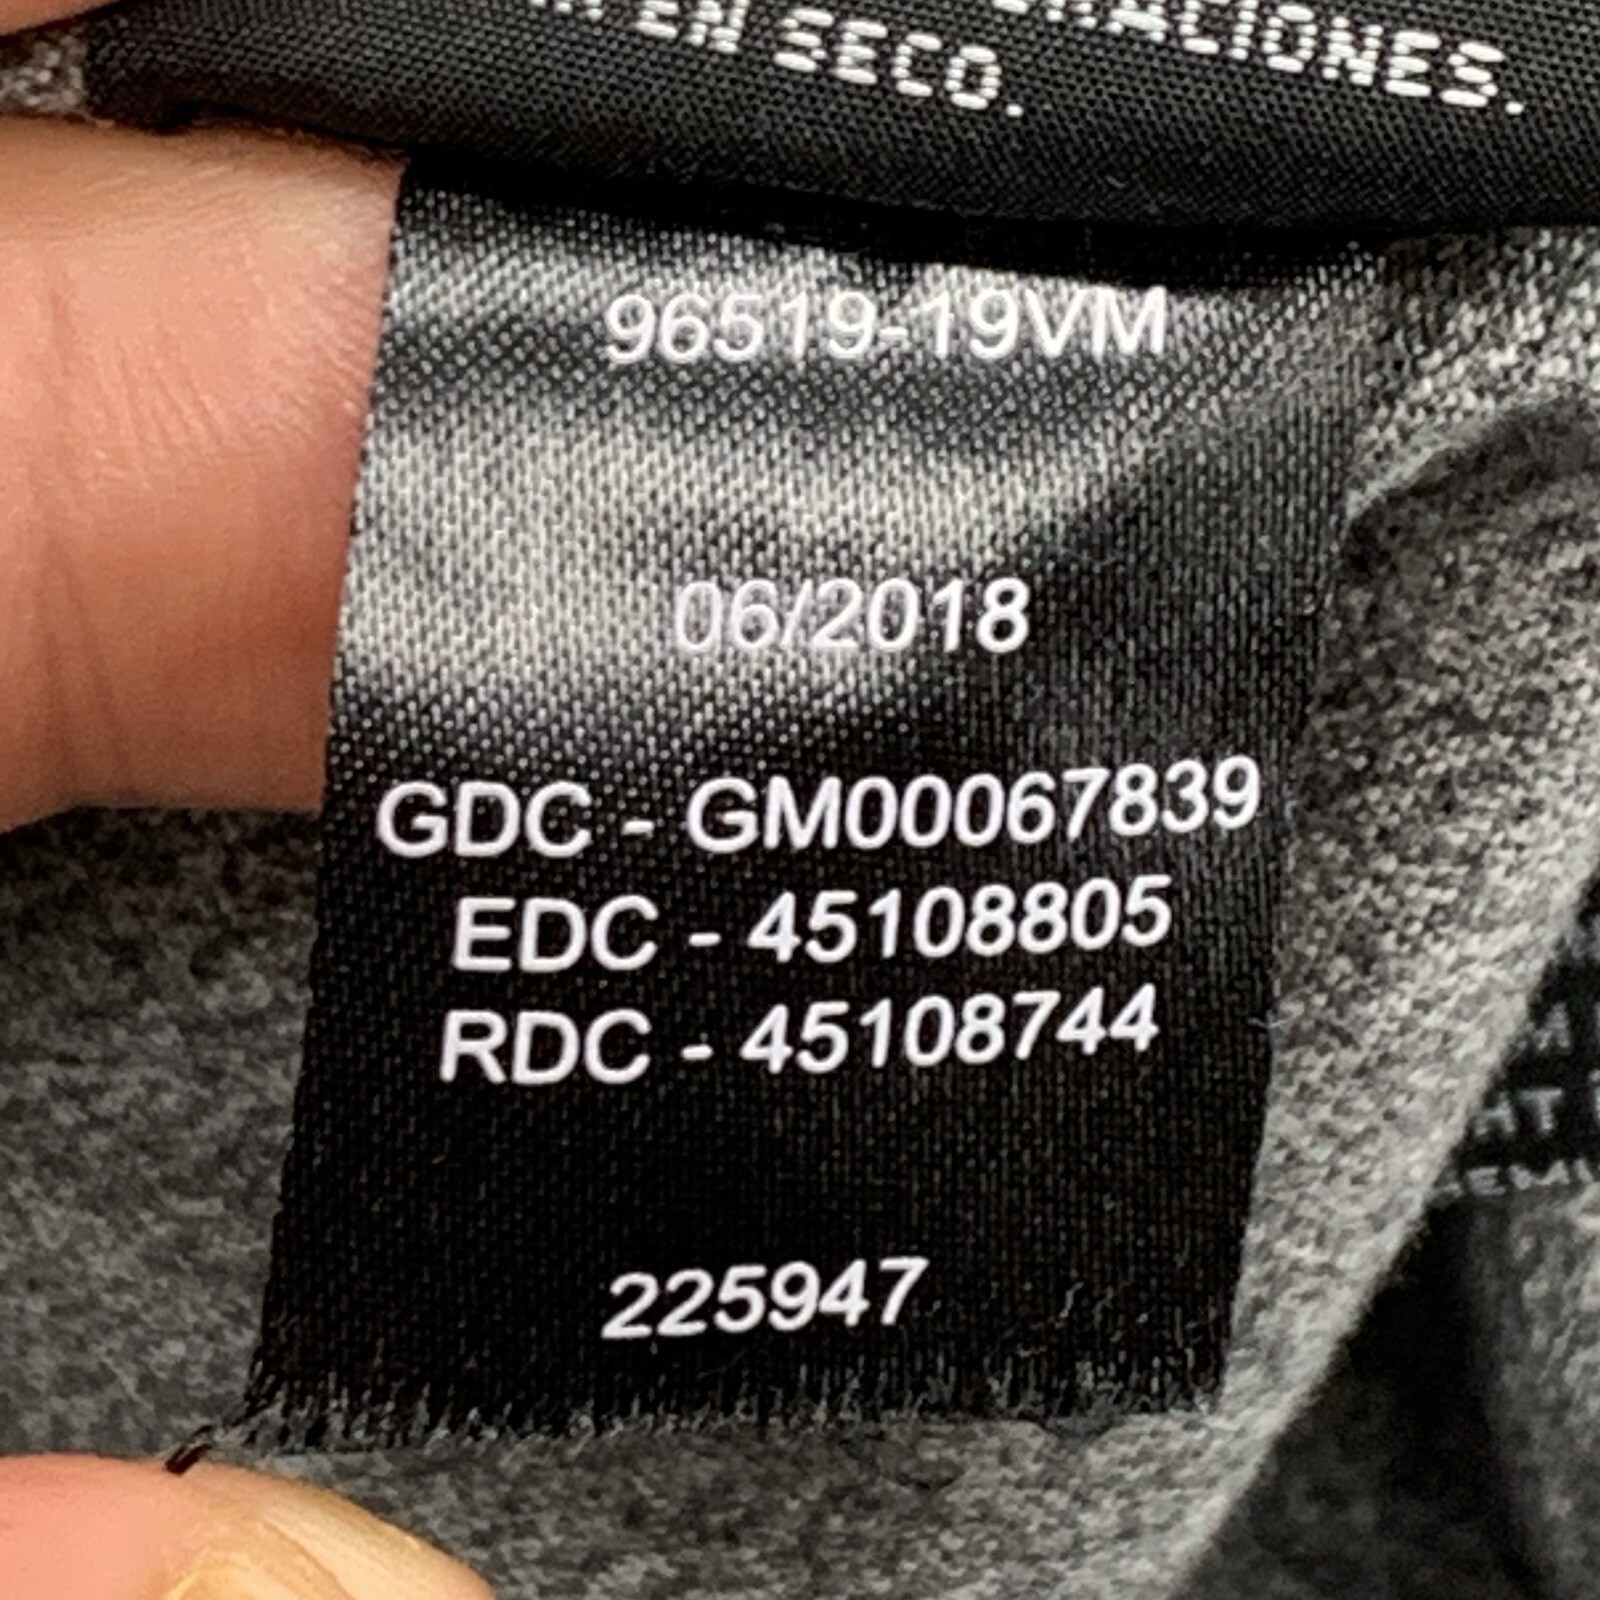 EN SECO.
96519-19VM
06/2018
GDC - GM00067839
EDC - 45108805
RDC - 45108744
225947